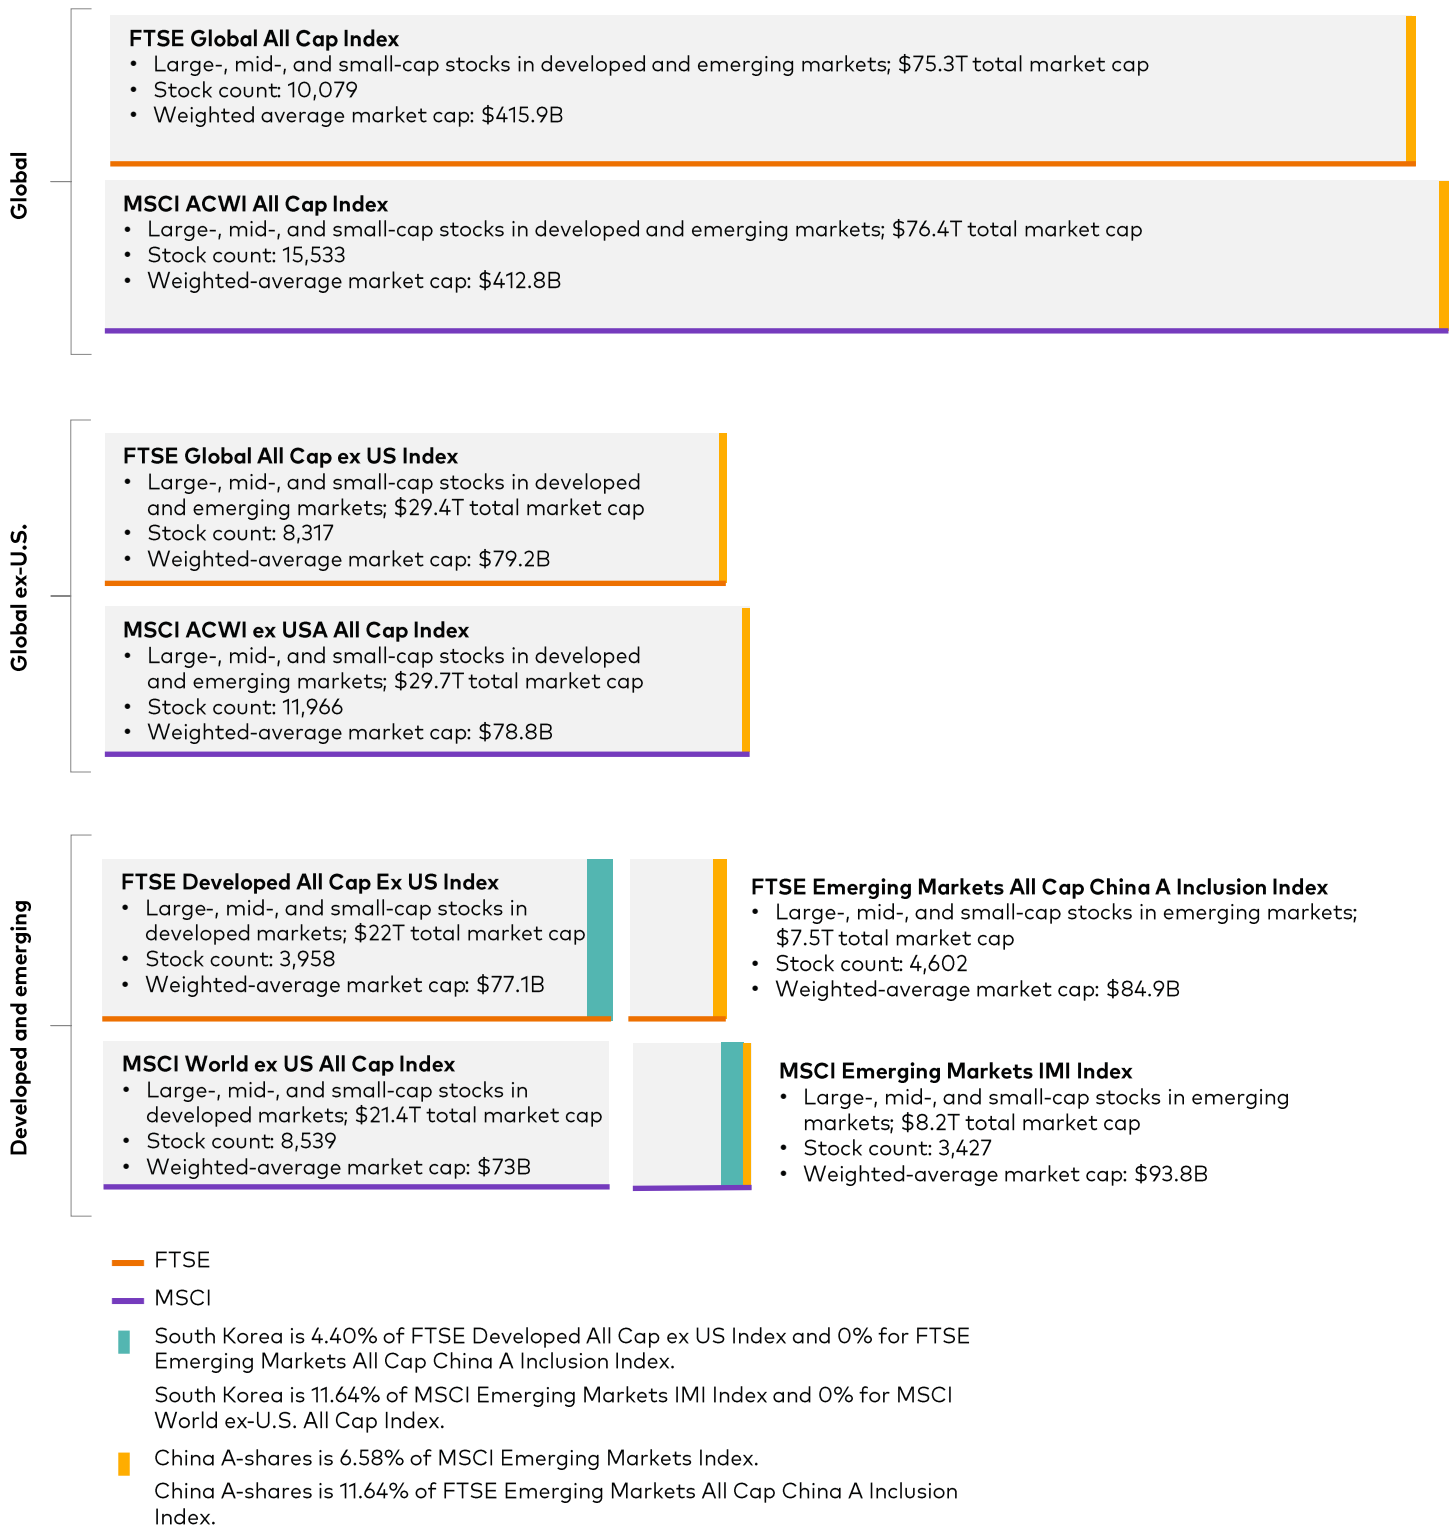 Global
FTSE Global All Cap Index
• Large-, mid-, and small-cap stocks in developed and emerging markets; $75.3T total market cap
• Stock count: 10,079
• Weighted average market cap: $415.9B
MSCI ACWI All Cap Index
• Large-, mid-, and small-cap stocks in developed and emerging markets; $76.4T total market cap
• Stock count: 15,533
• Weighted-average market cap: $412.8B
Global ex-U.S.
FTSE Global All Cap ex US Index
• Large-, mid-, and small-cap stocks in developed
and emerging markets; $29.4T total market cap
• Stock count: 8,317
• Weighted-average market cap: $79.2B
MSCI ACWI ex USA All Cap Index
• Large-, mid-, and small-cap stocks in developed
and emerging markets; $29.7T total market cap
• Stock count: 11,966
• Weighted-average market cap: $78.8B
Developed and emerging
FTSE Developed All Cap Ex US Index
• Large-, mid-, and small-cap stocks in
developed markets; $22T total market cap
• Stock count: 3,958
• Weighted-average market cap: $77.1B
FTSE Emerging Markets All Cap China A Inclusion Index
• Large-, mid-, and small-cap stocks in emerging markets;
$7.5T total market cap
• Stock count: 4,602
• Weighted-average market cap: $84.9B
MSCI World ex US All Cap Index
• Large-, mid-, and small-cap stocks in
developed markets; $21.4T total market cap
• Stock count: 8,539
• Weighted-average market cap: $73B
MSCI Emerging Markets IMI Index
• Large-, mid-, and small-cap stocks in emerging
markets; $8.2T total market cap
• Stock count: 3,427
• Weighted-average market cap: $93.8B
FTSE
MSCI
South Korea is 4.40% of FTSE Developed All Cap ex US Index and 0% for FTSE
Emerging Markets All Cap China A Inclusion Index.
South Korea is 11.64% of MSCI Emerging Markets IMI Index and 0% for MSCI
World ex-U.S. All Cap Index.
China A-shares is 6.58% of MSCI Emerging Markets Index.
China A-shares is 11.64% of FTSE Emerging Markets All Cap China A Inclusion
Index.